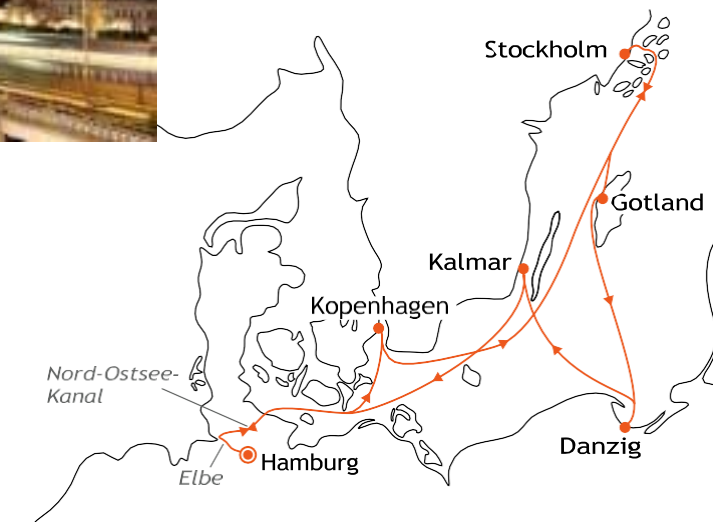 Stockholm
Gotland
Kalmar
Kopenhagen
Nord-Ostsee-
Kanal
Danzig
Hamburg
Elbe